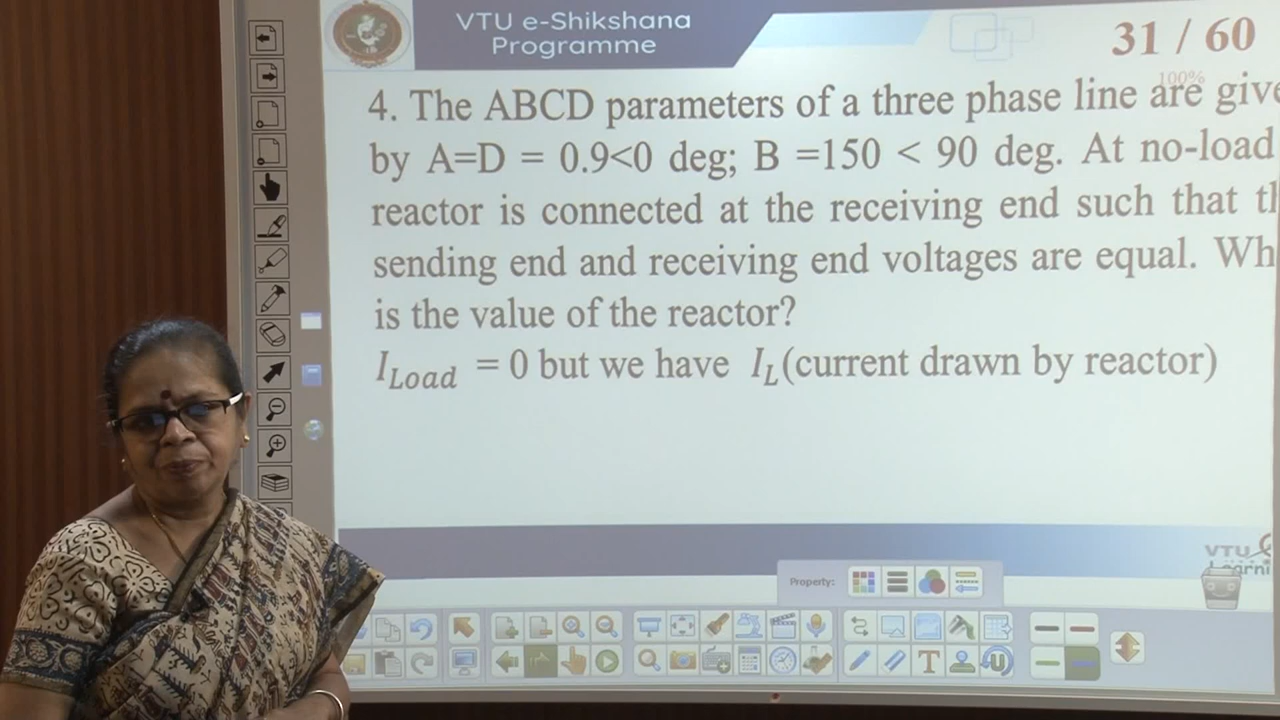 VTU e-Shikshana
Programme
31 / 60
100%
4. The ABCD parameters of a three phase line are give
by A=D = 0.9<0 deg; B =150 < 90 deg. At no-load
reactor is connected at the receiving end such that th
sending end and receiving end voltages are equal. Wh
is the value of the reactor?
I_Load = 0 but we have I_L(current drawn by reactor)
VTU
Property: